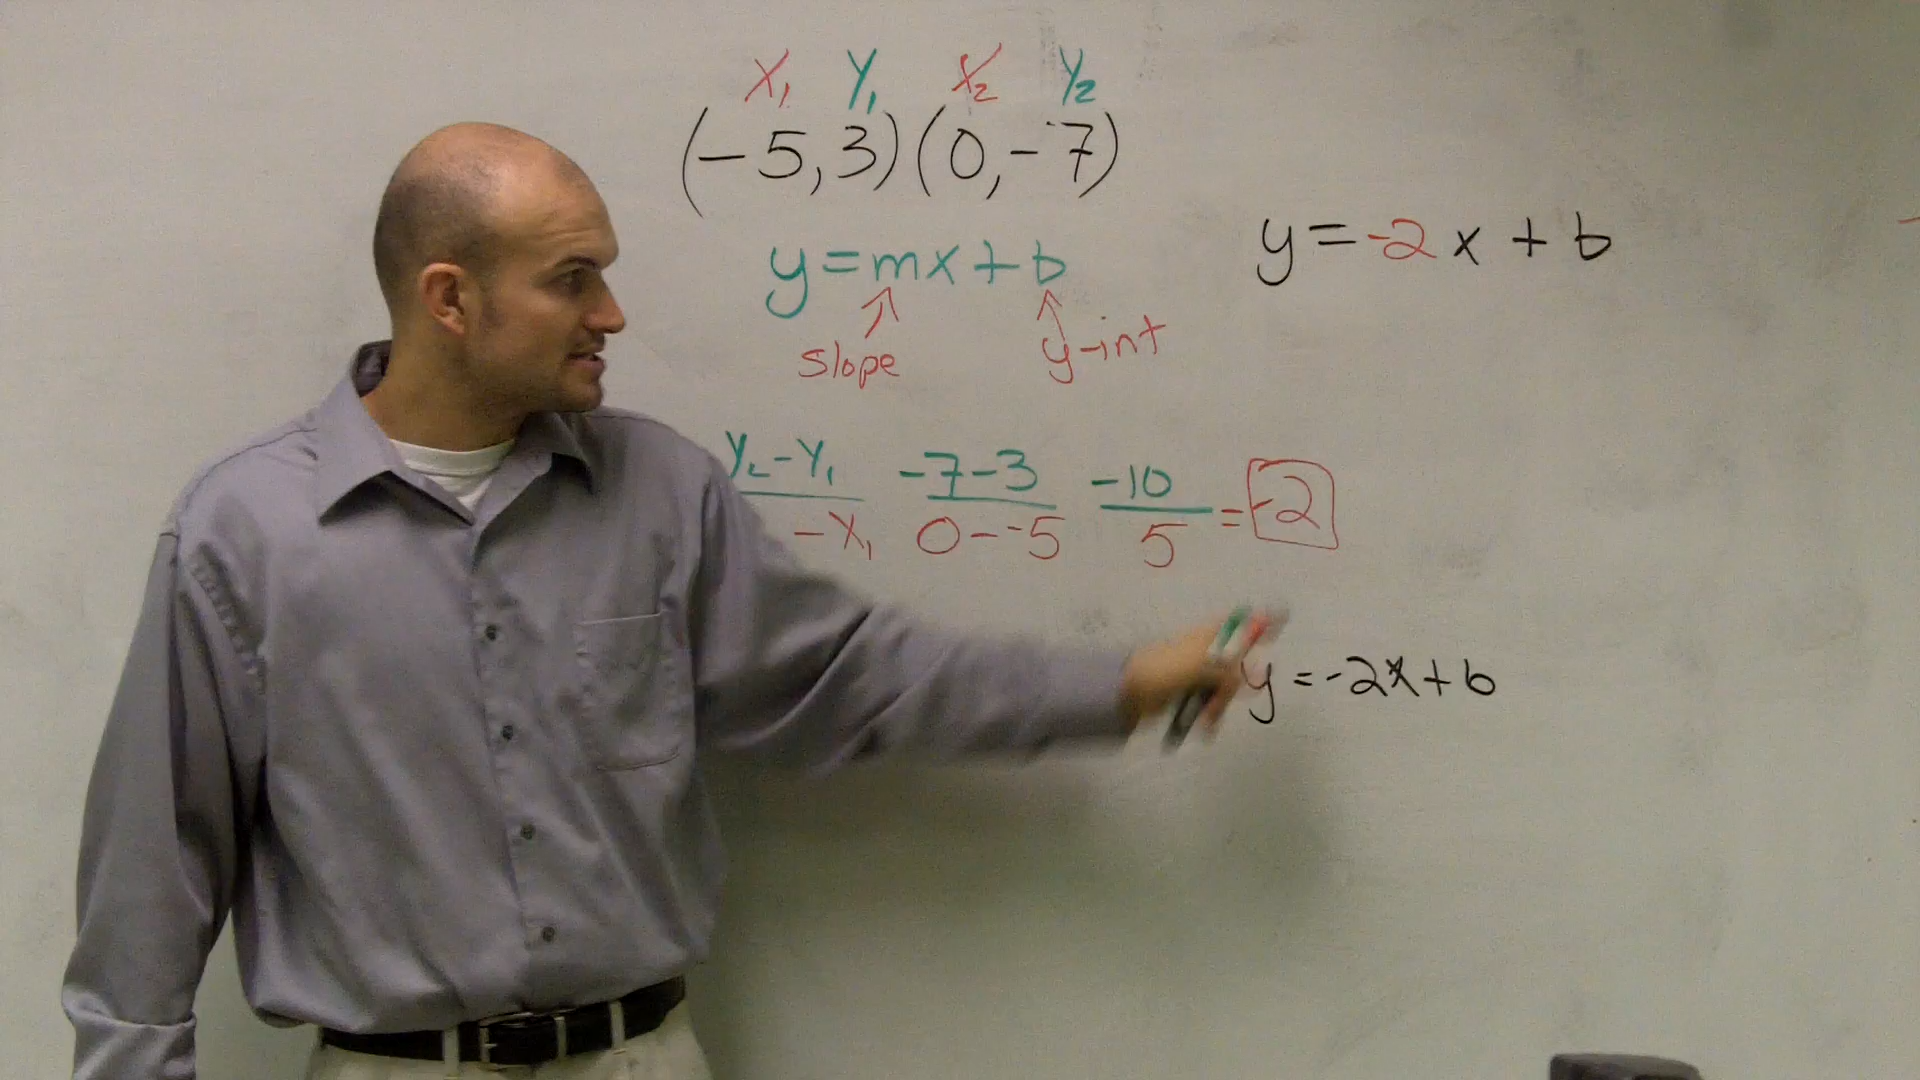 x₁ y₁ x₂ y₂
(-5,3)(0,-7)
y=mx+b
slope
y-int
y=-2x+b
y₂-y₁ -7-3 -10
-x₁ 0--5 5 =-2
y=-2x+b